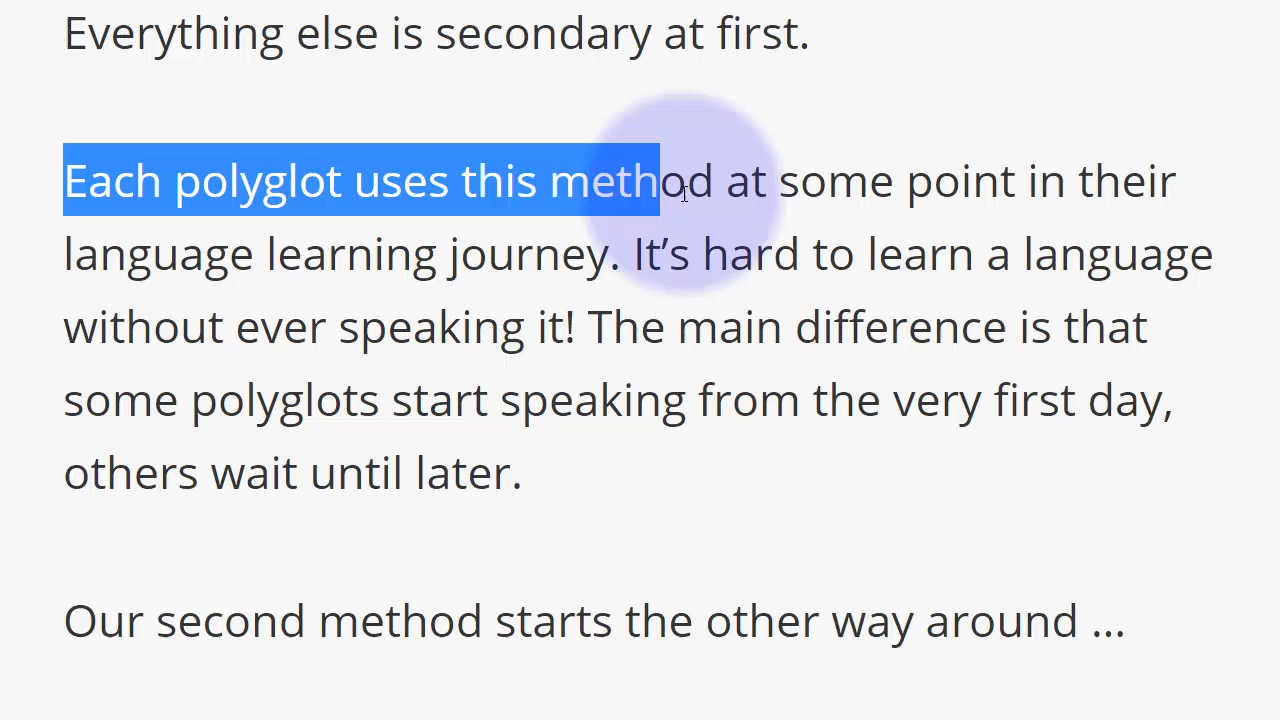 Everything else is secondary at first.
Each polyglot uses this method at some point in their
language learning journey. It’s hard to learn a language
without ever speaking it! The main difference is that
some polyglots start speaking from the very first day,
others wait until later.
Our second method starts the other way around ...